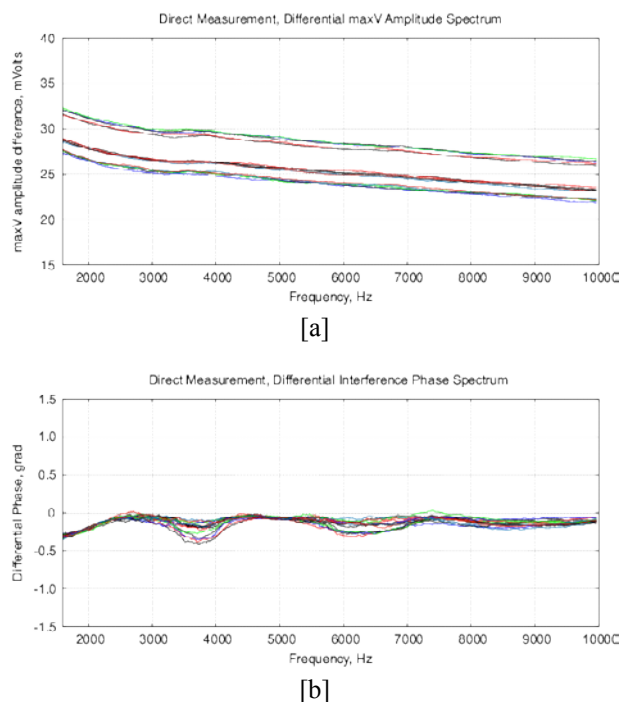 Direct Measurement, Differential maxV Amplitude Spectrum
maxV amplitude difference, mVolts
40
35
30
25
20
15
2000 3000 4000 5000 6000 7000 8000 9000 1000C
Frequency, Hz
[a]
Direct Measurement, Differential Interference Phase Spectrum
Differential Phase, grad
1.5
1.0
0.5
0
-0.5
-1.0
-1.5
2000 3000 4000 5000 6000 7000 8000 9000 1000C
Frequency, Hz
[b]